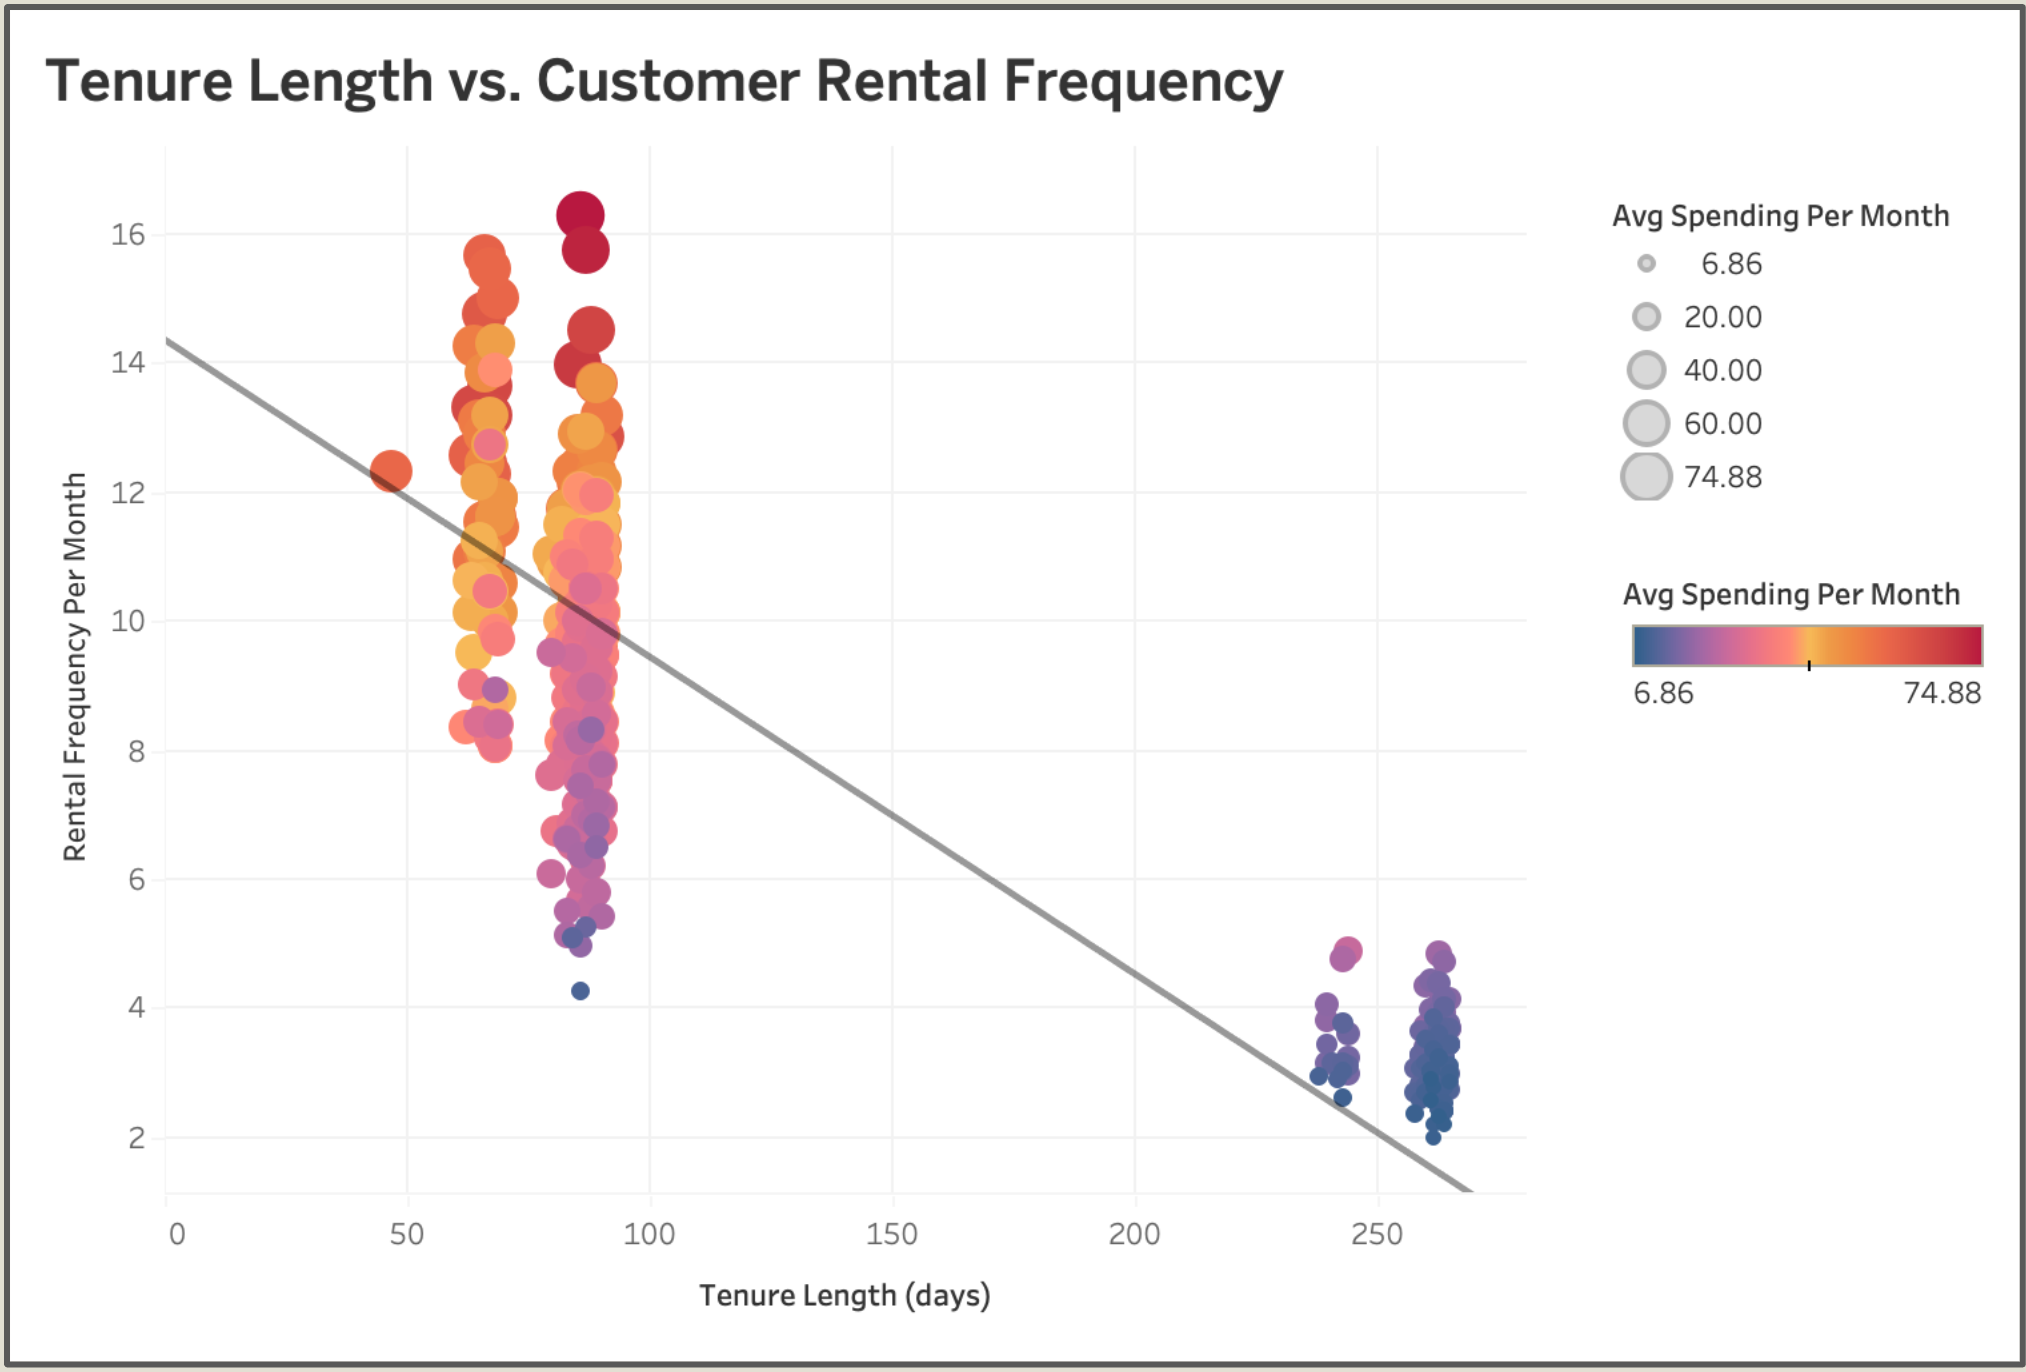 Tenure Length vs. Customer Rental Frequency
Rental Frequency Per Month
16
14
12
10
8
6
4
2
0 50 100 150 200 250
Tenure Length (days)
Avg Spending Per Month
6.86
20.00
40.00
60.00
74.88
Avg Spending Per Month
6.86 74.88